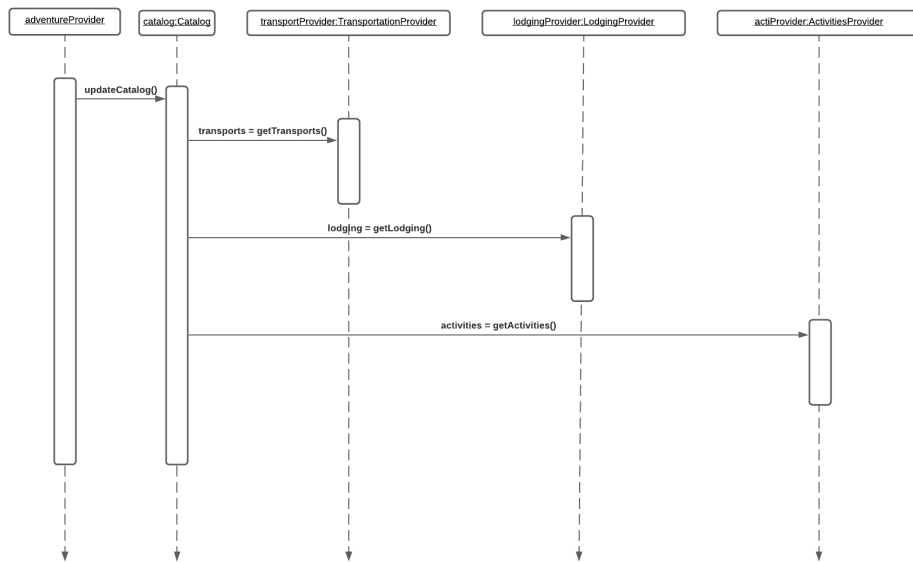 adventureProvider
catalog:Catalog
transportProvider:TransportationProvider
lodgingProvider:LodgingProvider
actiProvider:ActivitiesProvider
updateCatalog()
transports = getTransports()
lodging = getLodging()
activities = getActivities()